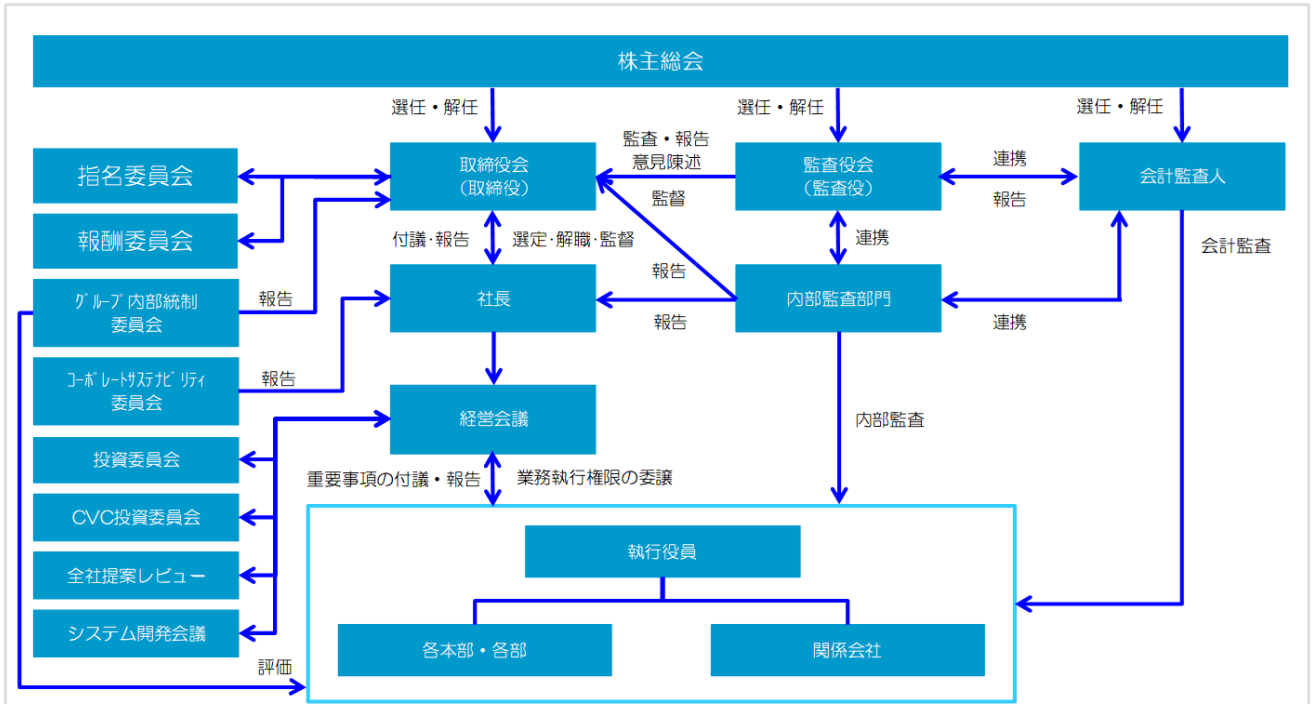 株主総会
選任・解任
選任・解任
選任・解任
指名委員会
取締役会
（取締役）
監査・報告
意見陳述
監督
監査役会
（監査役）
連携
報告
会計監査人
報酬委員会
付議・報告
選定・解職・監督
連携
会計監査
グループ内部統制
委員会
報告
社長
報告
報告
内部監査部門
連携
コーポレートサステナビリティ
委員会
報告
経営会議
内部監査
投資委員会
重要事項の付議・報告
業務執行権限の委譲
CVC投資委員会
執行役員
全社提案レビュー
システム開発会議
各本部・各部
関係会社
評価